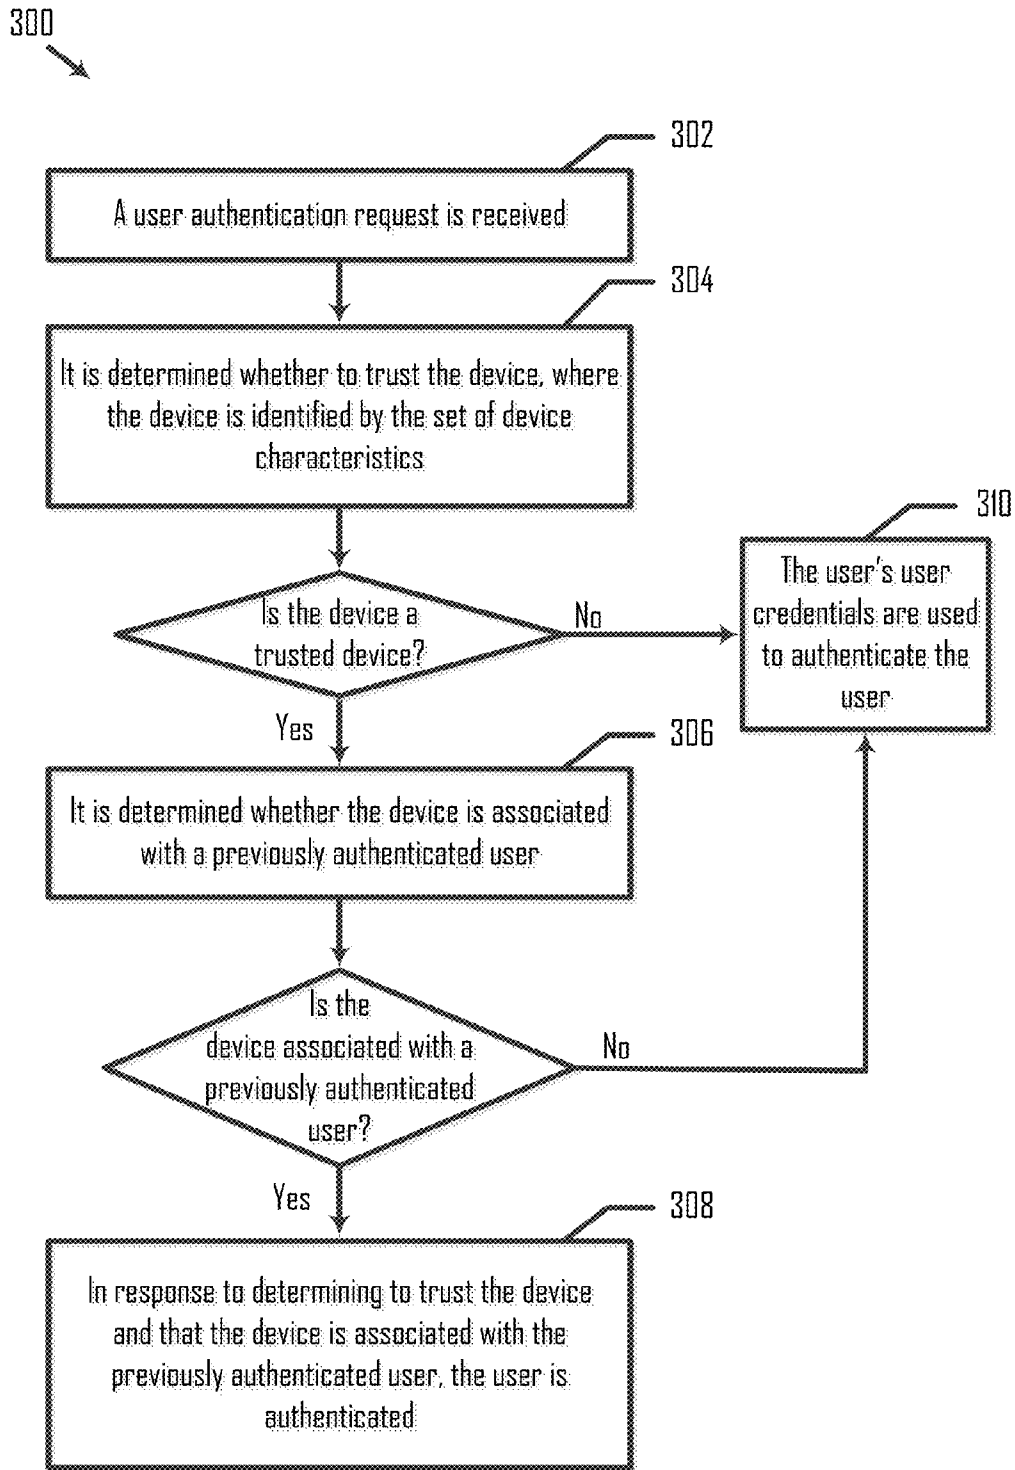 300
302
A user authentication request is received
304
It is determined whether to trust the device, where
the device is identified by the set of device
characteristics
310
The user's user
credentials are used
to authenticate the
user
Is the device a
trusted device?
No
Yes
306
It is determined whether the device is associated
with a previously authenticated user
Is the
device associated with a
previously authenticated
user?
No
Yes
308
In response to determining to trust the device
and that the device is associated with the
previously authenticated user, the user is
authenticated